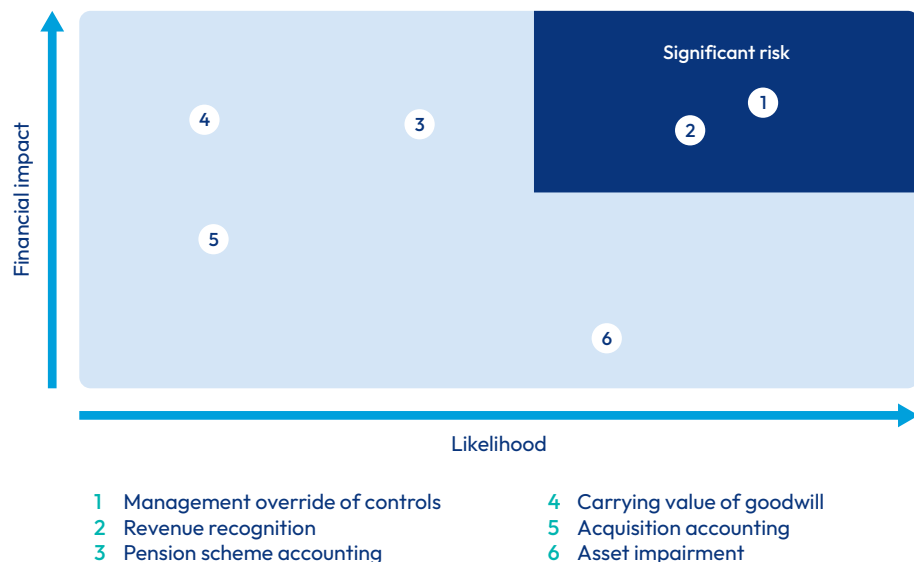 Significant risk
1
4
3
2
5
6
Financial impact
Likelihood
1 Management override of controls
2 Revenue recognition
3 Pension scheme accounting
4 Carrying value of goodwill
5 Acquisition accounting
6 Asset impairment